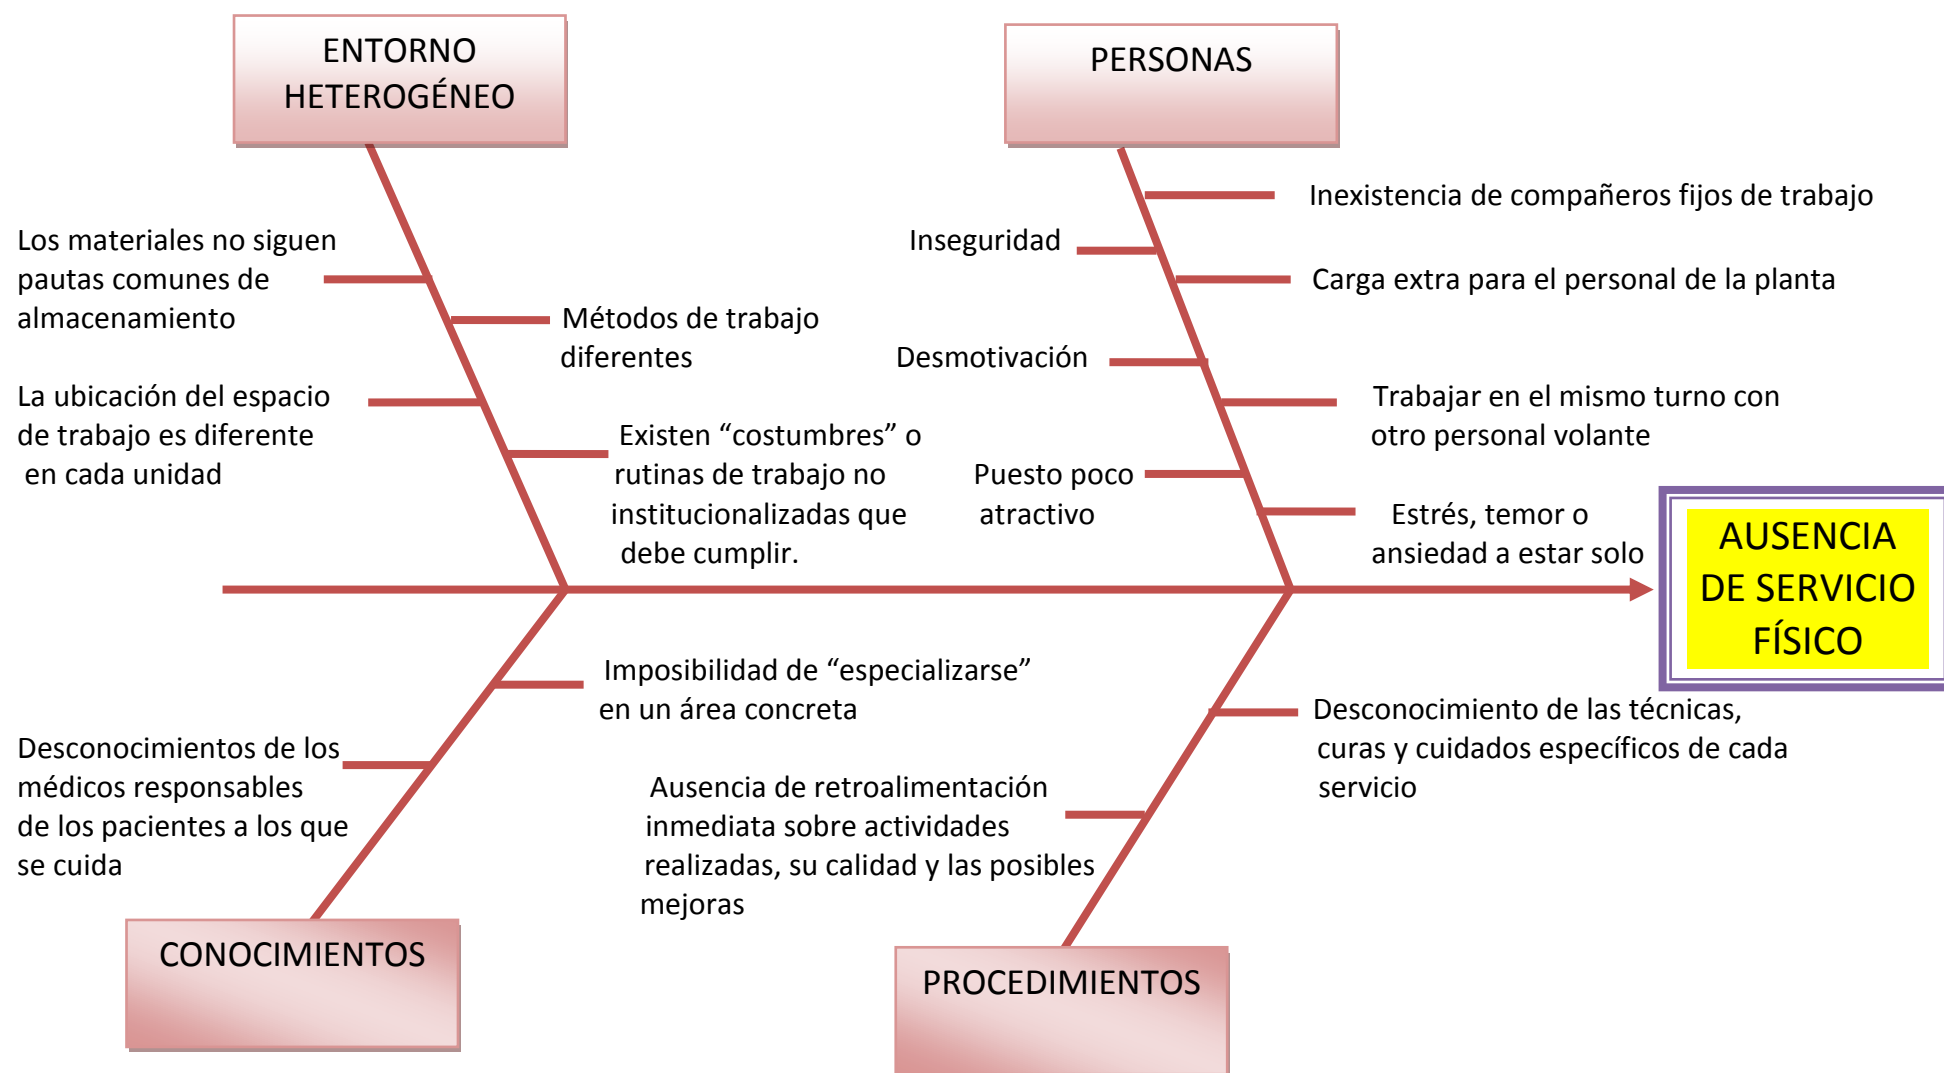 ENTORNO
HETEROGÉNEO
PERSONAS
Los materiales no siguen
pautas comunes de
almacenamiento
Métodos de trabajo
diferentes
La ubicación del espacio
de trabajo es diferente
en cada unidad
Existen “costumbres” o
rutinas de trabajo no
institucionalizadas que
debe cumplir.
Inexistencia de compañeros fijos de trabajo
Inseguridad
Carga extra para el personal de la planta
Desmotivación
Trabajar en el mismo turno con
otro personal volante
Puesto poco
atractivo
Estrés, temor o
ansiedad a estar solo
AUSENCIA
DE SERVICIO
FÍSICO
Imposibilidad de “especializarse”
en un área concreta
Desconocimientos de los
médicos responsables
de los pacientes a los que
se cuida
Desconocimiento de las técnicas,
curas y cuidados específicos de cada
servicio
Ausencia de retroalimentación
inmediata sobre actividades
realizadas, su calidad y las posibles
mejoras
CONOCIMIENTOS
PROCEDIMIENTOS